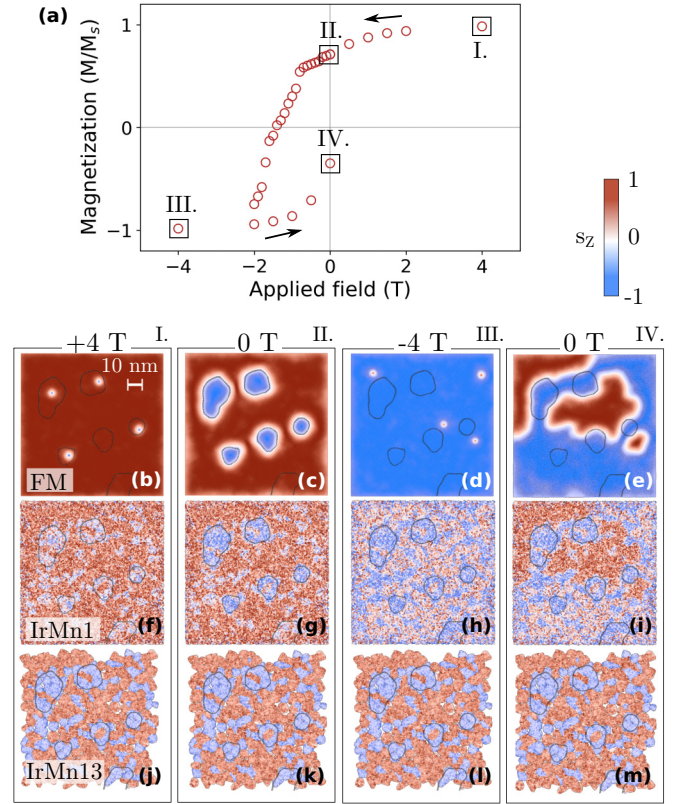 (a)
Magnetization (M/Ms)
1
0
−1
I.
II.
III.
IV.
−4
−2
0
2
4
Applied field (T)
sZ
1
0
-1
+4 T I.
0 T II.
-4 T III.
0 T IV.
10 nm
FM (b) (c) (d) (e)
IrMn1 (f) (g) (h) (i)
IrMn13 (j) (k) (l) (m)